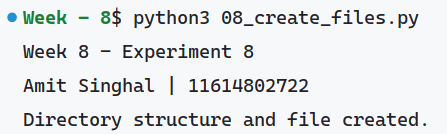 Week - 8$ python3 08_create_files.py
Week 8 - Experiment 8
Amit Singhal | 11614802722
Directory structure and file created.